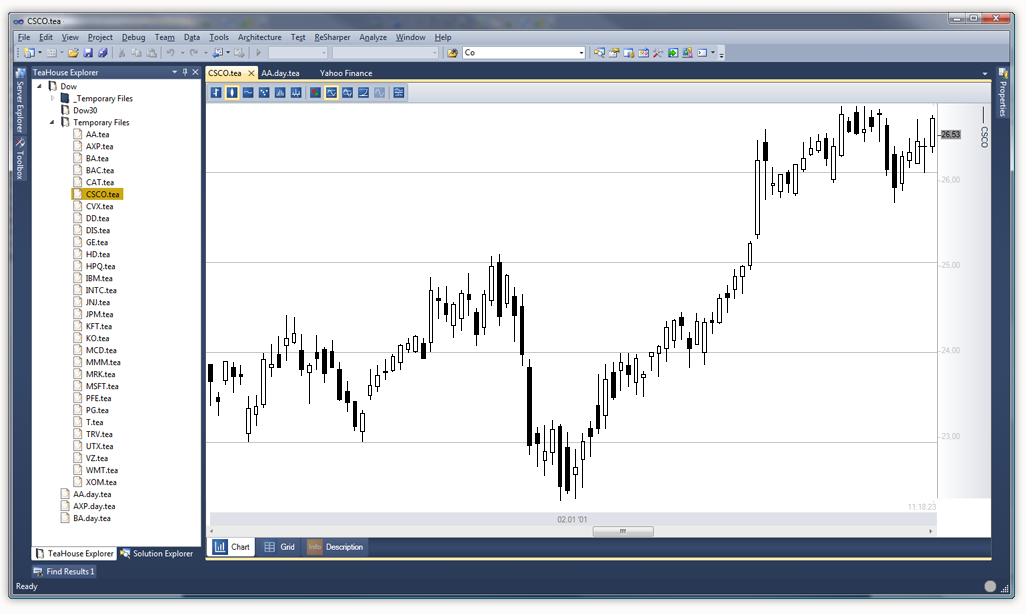 CSCO.tea
File Edit View Project Debug Team Data Tools Architecture Test ReSharper Analyze Window Help
Co
Server Explorer
Toolbox
TeaHouse Explorer
Dow
_Temporary Files
Dow30
Temporary Files
AA.tea
AXP.tea
BA.tea
BAC.tea
CAT.tea
CSCO.tea
CVX.tea
DD.tea
DIS.tea
GE.tea
HD.tea
HPQ.tea
IBM.tea
INTC.tea
JNJ.tea
JPM.tea
KFT.tea
KO.tea
MCD.tea
MMM.tea
MRK.tea
MSFT.tea
PFE.tea
PG.tea
T.tea
TRV.tea
UTX.tea
VZ.tea
WMT.tea
XOM.tea
AA.day.tea
AXP.day.tea
BA.day.tea
TeaHouse Explorer Solution Explorer
CSCO.tea AA.day.tea Yahoo Finance
26.53
26.00
25.00
24.00
23.00
CSCO
11:18:23
02.01 '01
Chart Grid Info Description
Properties
Find Results 1
Ready